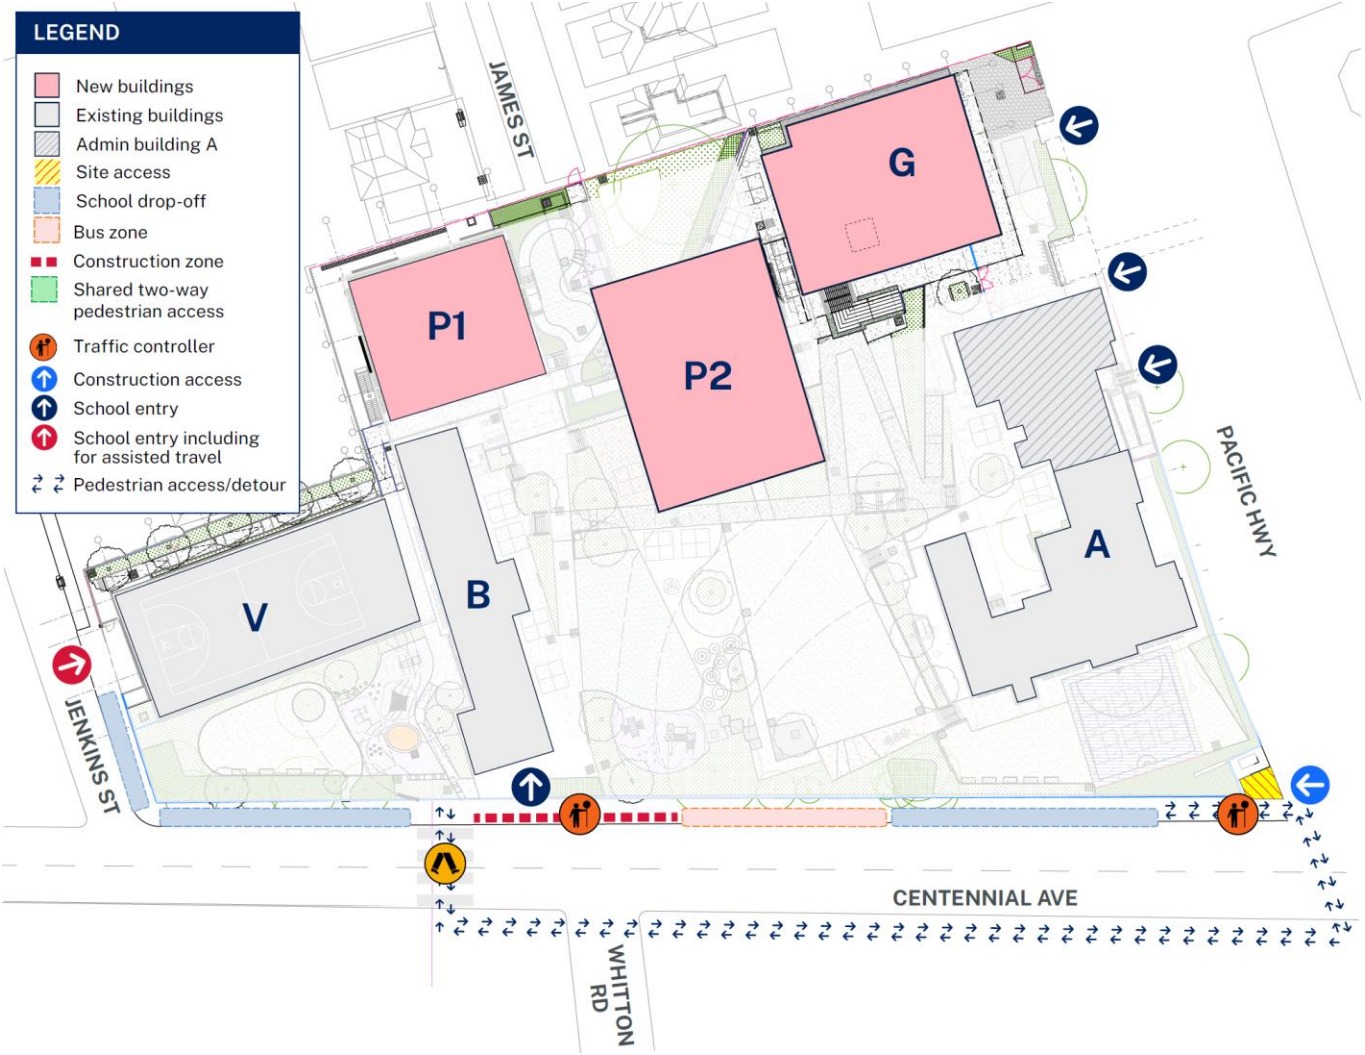 LEGEND
New buildings
Existing buildings
Admin building A
Site access
School drop-off
Bus zone
Construction zone
Shared two-way
pedestrian access
Traffic controller
Construction access
School entry
School entry including
for assisted travel
Pedestrian access/detour
JAMES ST
G
P1
P2
PACIFIC HWY
A
B
V
JENKINS ST
CENTENNIAL AVE
WHITTON
RD